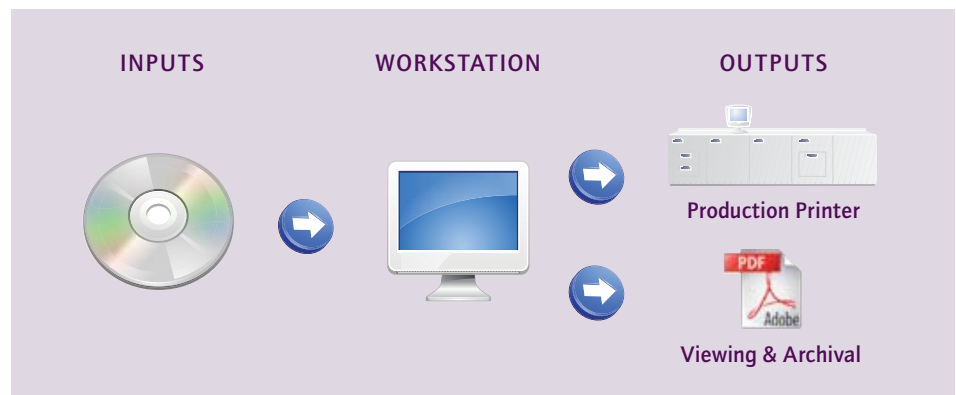 INPUTS
WORKSTATION
OUTPUTS
Production Printer
PDF
Adobe
Viewing & Archival